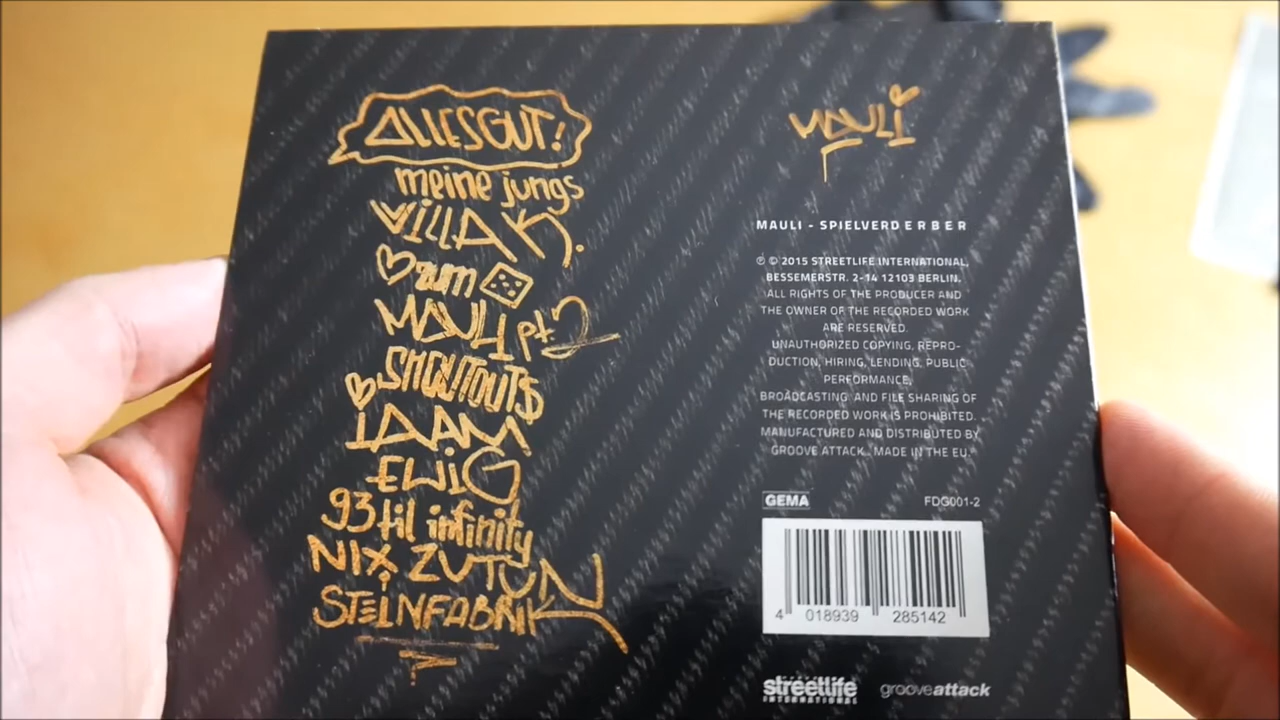 ALLES GUT!
meine jungs
VILLA K.
♡ zum 🎲
MAULI pt. 2
SHOUTOUT$
IDAAM
EWIG
93 til infinity
NIX ZUTUN
STEINFABRIK
MAULI
MAULI - SPIELVERDERBER
℗ © 2015 STREETLIFE INTERNATIONAL,
BESSEMERSTR. 2-14 12103 BERLIN.
ALL RIGHTS OF THE PRODUCER AND
THE OWNER OF THE RECORDED WORK
ARE RESERVED.
UNAUTHORIZED COPYING, REPRO-
DUCTION, HIRING, LENDING, PUBLIC
PERFORMANCE,
BROADCASTING AND FILE SHARING OF
THE RECORDED WORK IS PROHIBITED.
MANUFACTURED AND DISTRIBUTED BY
GROOVE ATTACK. MADE IN THE EU.
GEMA FDG001-2
4 018939 285142
streetlife INTERNATIONAL grooveattack